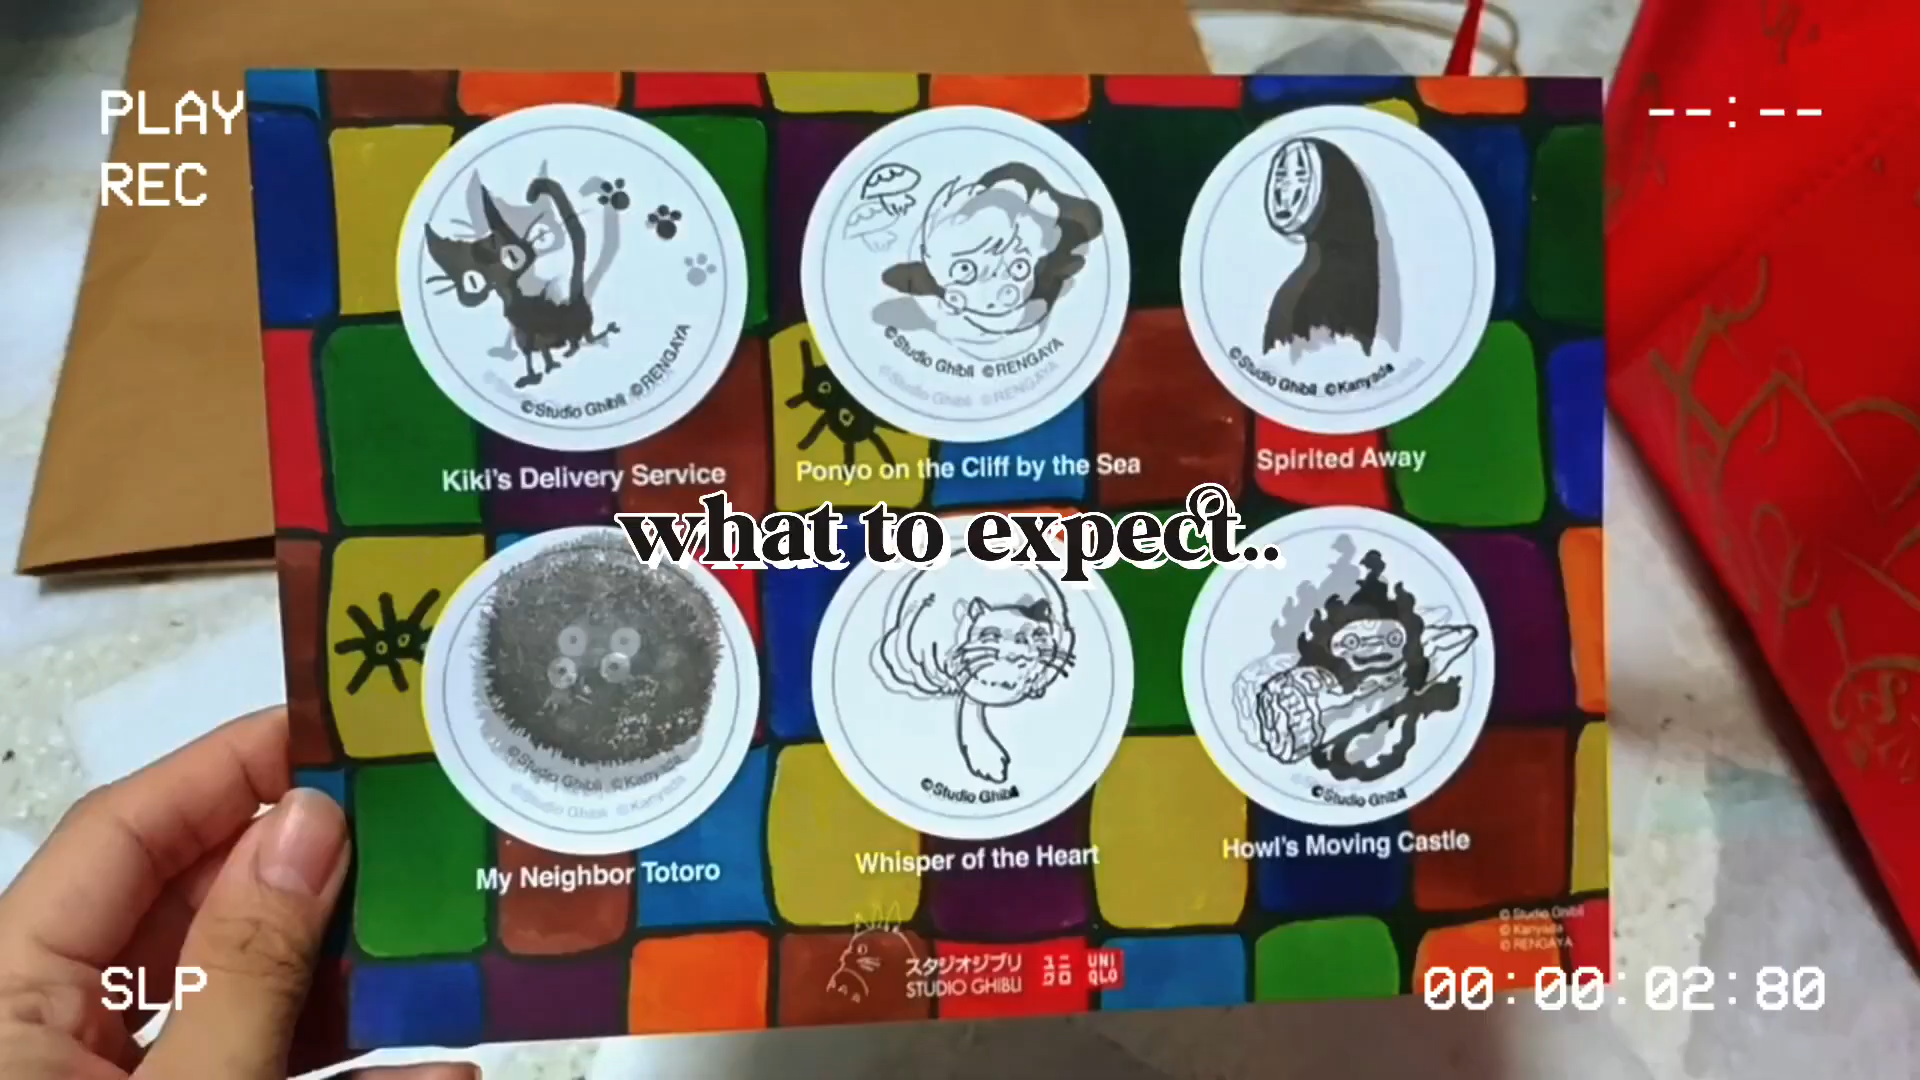 PLAY
REC
--:--
©Studio Ghibli ©RENGAYA
©Studio Ghibli ©RENGAYA
©Studio Ghibli ©Kanyada
Kiki's Delivery Service
Ponyo on the Cliff by the Sea
Spirited Away
what to expect..
©Studio Ghibli ©Kanyada
©Studio Ghibli
©Studio Ghibli
My Neighbor Totoro
Whisper of the Heart
Howl's Moving Castle
スタジオジブリ
STUDIO GHIBLI
ユニ
クロ
UNI
QLO
© Studio Ghibli
© Kanyada
© RENGAYA
SLP
00:00:02:80